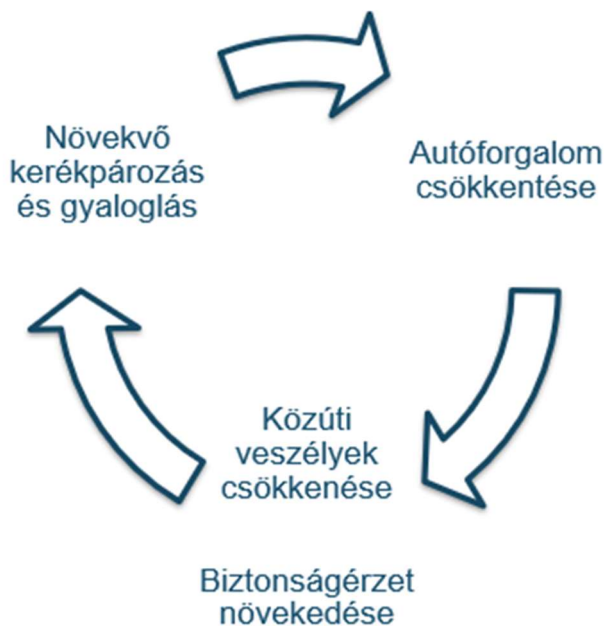 Növekvő
kerékpározás
és gyaloglás
Autóforgalom
csökkentése
Közúti
veszélyek
csökkenése
Biztonságérzet
növekedése